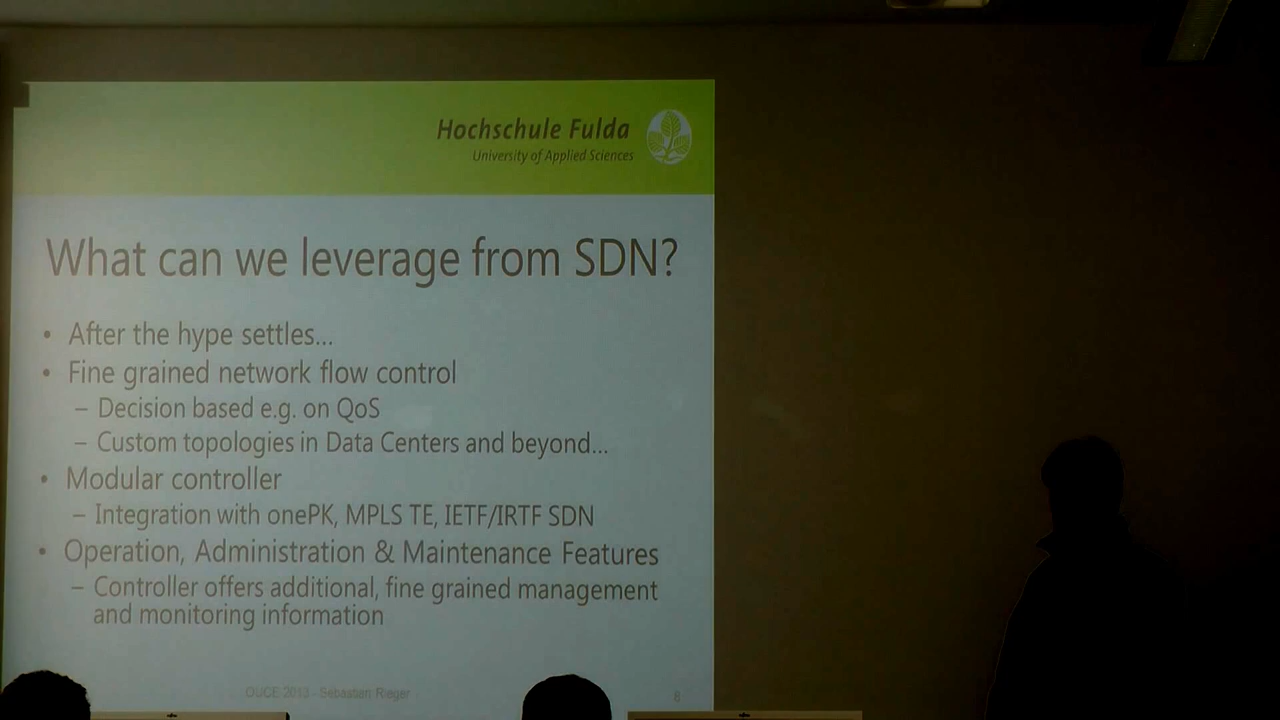 Hochschule Fulda
University of Applied Sciences
What can we leverage from SDN?
• After the hype settles...
• Fine grained network flow control
– Decision based e.g. on QoS
– Custom topologies in Data Centers and beyond...
• Modular controller
– Integration with onePK, MPLS TE, IETF/IRTF SDN
• Operation, Administration & Maintenance Features
– Controller offers additional, fine grained management
and monitoring information
OUCE 2013 - Sebastian Rieger
8